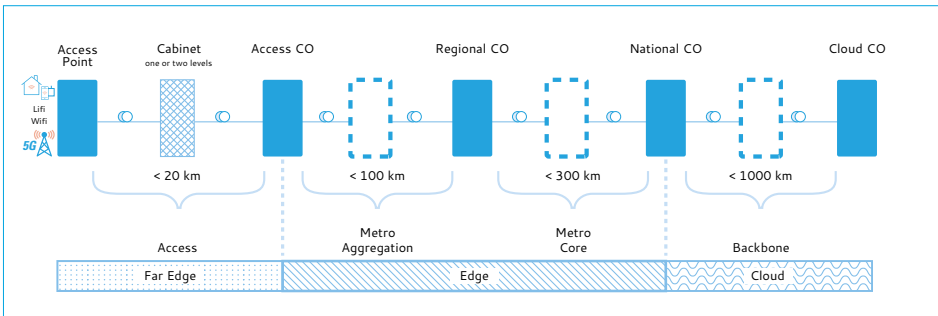 Access
Point
Cabinet
one or two levels
Access CO
Regional CO
National CO
Cloud CO
Lifi
Wifi
5G
< 20 km
< 100 km
< 300 km
< 1000 km
Access
Metro
Aggregation
Metro
Core
Backbone
Far Edge
Edge
Cloud